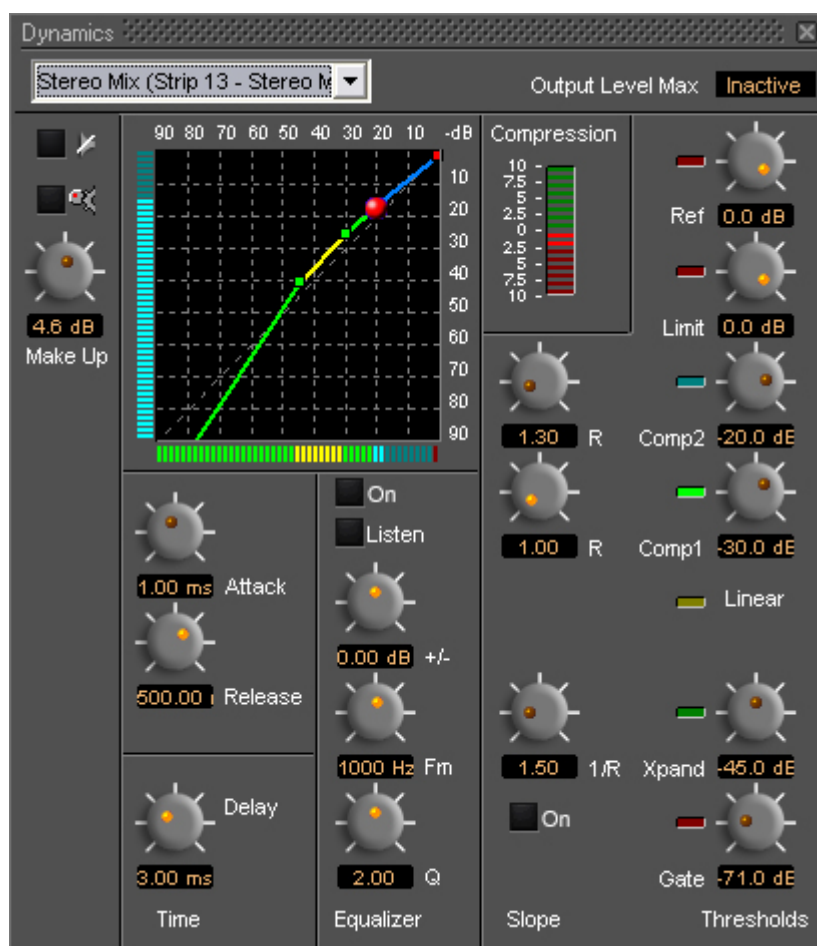 Dynamics
Stereo Mix (Strip 13 - Stereo M
Output Level Max Inactive
90 80 70 60 50 40 30 20 10 -dB
10
20
30
40
50
60
70
80
90
Compression
10
7.5
5
2.5
0
2.5
5
7.5
10
Ref 0.0 dB
Limit 0.0 dB
4.6 dB
Make Up
1.30 R Comp2 -20.0 dB
1.00 R Comp1 -30.0 dB
Linear
1.50 1/R Xpand -45.0 dB
On
Gate -71.0 dB
1.00 ms Attack
500.00 Release
Delay
3.00 ms
Time
On
Listen
0.00 dB +/-
1000 Hz Fm
2.00 Q
Equalizer
Slope
Thresholds